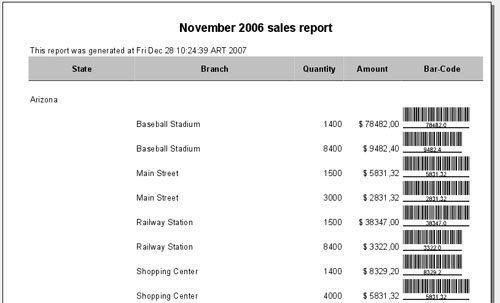 November 2006 sales report
This report was generated at Fri Dec 28 10:24:39 ART 2007
State Branch Quantity Amount Bar-Code
Arizona
Baseball Stadium 1400 $ 78482,00 78482.0
Baseball Stadium 8400 $ 9482,40 9482.4
Main Street 1500 $ 5831,32 5831.32
Main Street 3000 $ 2831,32 2831.32
Railway Station 1500 $ 38347,00 38347.0
Railway Station 8400 $ 3322,00 3322.0
Shopping Center 1400 $ 8329,20 8329.2
Shopping Center 4000 $ 5831,32 5831.32